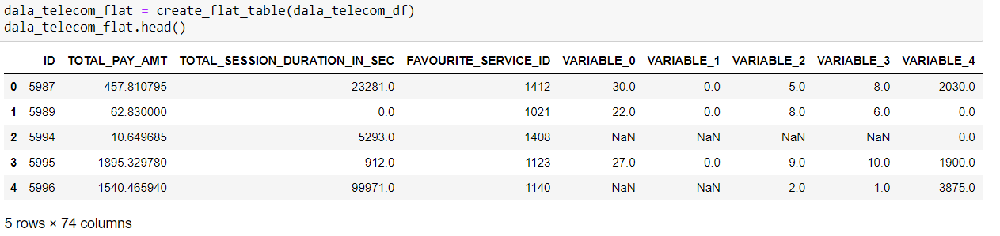 dala_telecom_flat = create_flat_table(dala_telecom_df)
dala_telecom_flat.head()
ID TOTAL_PAY_AMT TOTAL_SESSION_DURATION_IN_SEC FAVOURITE_SERVICE_ID VARIABLE_0 VARIABLE_1 VARIABLE_2 VARIABLE_3 VARIABLE_4
0 5987 457.810795 23281.0 1412 30.0 0.0 5.0 8.0 2030.0
1 5989 62.830000 0.0 1021 22.0 0.0 8.0 6.0 0.0
2 5994 10.649685 5293.0 1408 NaN NaN NaN NaN 0.0
3 5995 1895.329780 912.0 1123 27.0 0.0 9.0 10.0 1900.0
4 5996 1540.465940 99971.0 1140 NaN NaN 2.0 1.0 3875.0
5 rows × 74 columns